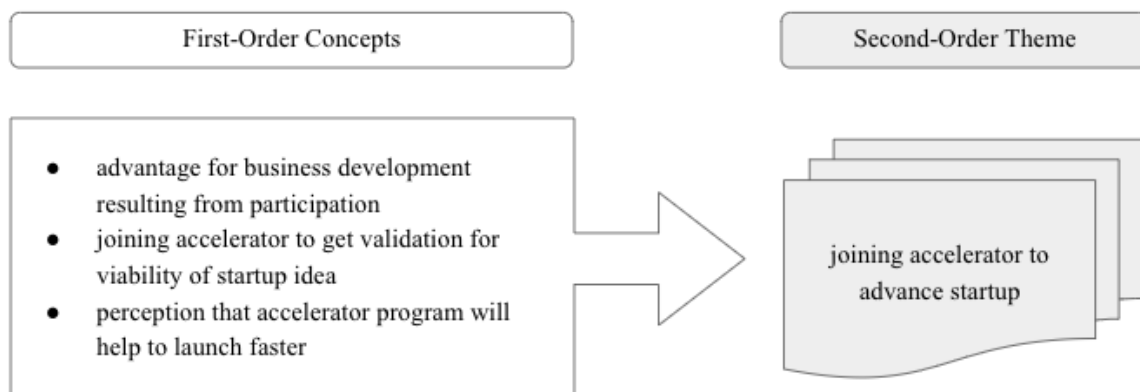 First-Order Concepts
Second-Order Theme
● advantage for business development
resulting from participation
● joining accelerator to get validation for
viability of startup idea
● perception that accelerator program will
help to launch faster
joining accelerator to
advance startup